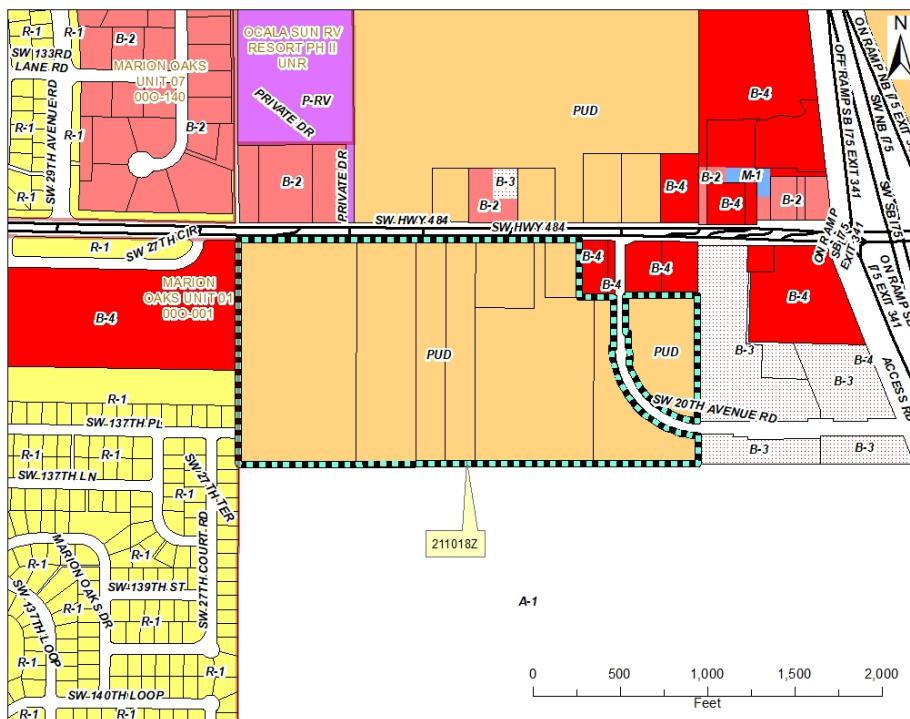 R-1
R-1
B-2
OCALA SUN RV
RESORT PH II
UNR
P-RV
PRIVATE DR
PRIVATE DR
SW 133RD
LANE RD
MARION OAKS
UNIT 07
00O-140
R-1
R-1
R-1
R-1
SW 29TH AVENUE RD
B-2
B-2
PUD
B-4
N
OFF RAMP SB I75 EXIT 341
ON RAMP NB I75 EXIT 341
SW NB I75
SW SB I75
B-3
B-2
B-4
B-2
M-1
B-4
B-2
SW HWY 484
SW HWY 484
SW 27TH CIR
R-1
ON RAMP
SB I75
EXIT 341
ON RAMP SB
I75 EXIT 341
MARION
OAKS UNIT 01
00O-001
B-4
B-4
B-4
B-4
B-4
PUD
PUD
B-3
B-4
B-3
ACCESS RD
SW 20TH AVENUE RD
B-3
B-3
R-1
SW 137TH PL
R-1
R-1
SW 137TH LN
SW 27TH TER
R-1
R-1
MARION OAKS DR
SW 27TH COURT RD
SW 139TH ST
R-1
SW 137TH LOOP
R-1
R-1
R-1
R-1
SW 140TH LOOP
R-1
R-1
211018Z
A-1
0 500 1,000 1,500 2,000
Feet